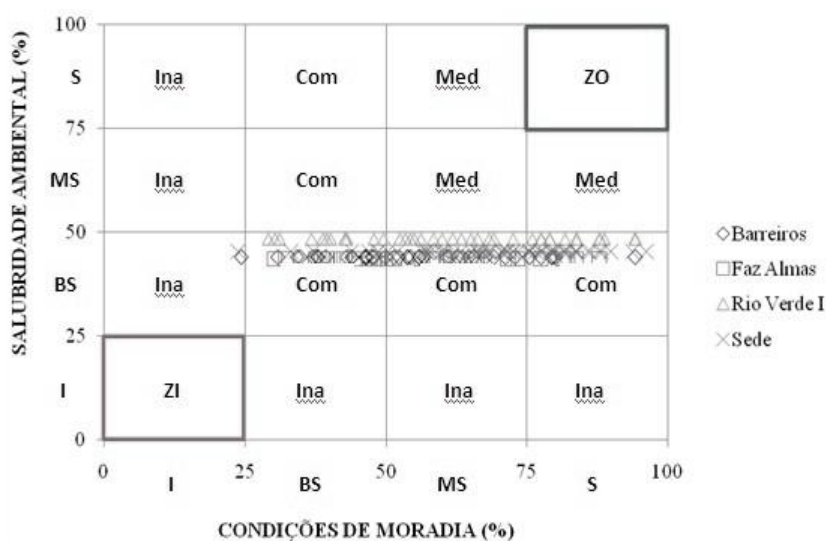 SALUBRIDADE AMBIENTAL (%)
100
S Ina Com Med ZO
75
MS Ina Com Med Med
50
BS Ina Com Com Com
25
I ZI Ina Ina Ina
0
0 25 50 75 100
I BS MS S
CONDIÇÕES DE MORADIA (%)
Barreiros
Faz Almas
Rio Verde I
Sede